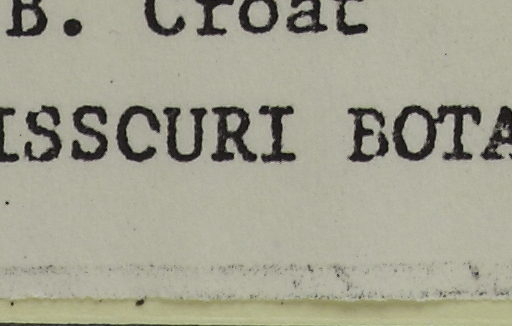 B. Croat
ISSCURI BOTA